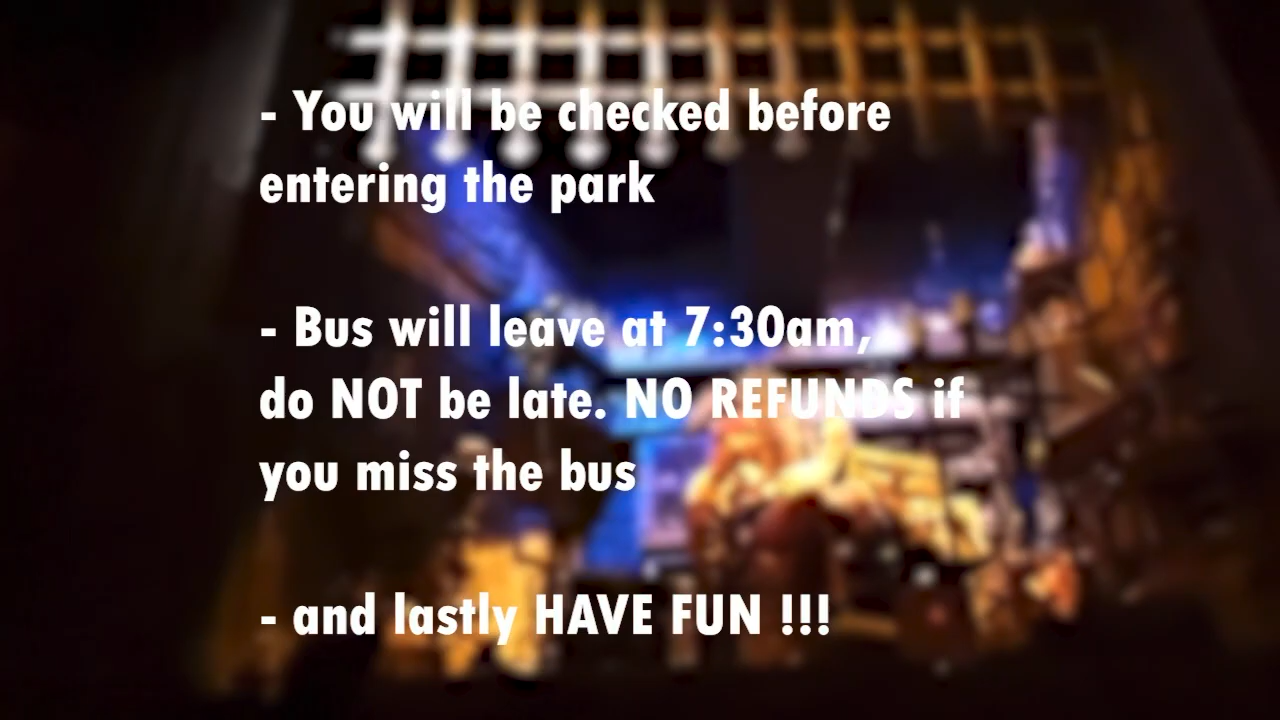 - You will be checked before
entering the park
- Bus will leave at 7:30am,
do NOT be late. NO REFUNDS if
you miss the bus
- and lastly HAVE FUN !!!